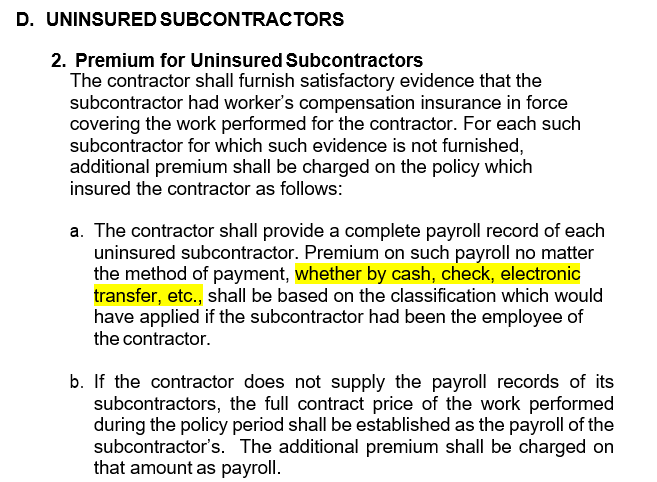 D. UNINSURED SUBCONTRACTORS
2. Premium for Uninsured Subcontractors
The contractor shall furnish satisfactory evidence that the
subcontractor had worker's compensation insurance in force
covering the work performed for the contractor. For each such
subcontractor for which such evidence is not furnished,
additional premium shall be charged on the policy which
insured the contractor as follows:
a. The contractor shall provide a complete payroll record of each
uninsured subcontractor. Premium on such payroll no matter
the method of payment, whether by cash, check, electronic
transfer, etc., shall be based on the classification which would
have applied if the subcontractor had been the employee of
the contractor.
b. If the contractor does not supply the payroll records of its
subcontractors, the full contract price of the work performed
during the policy period shall be established as the payroll of the
subcontractor's. The additional premium shall be charged on
that amount as payroll.